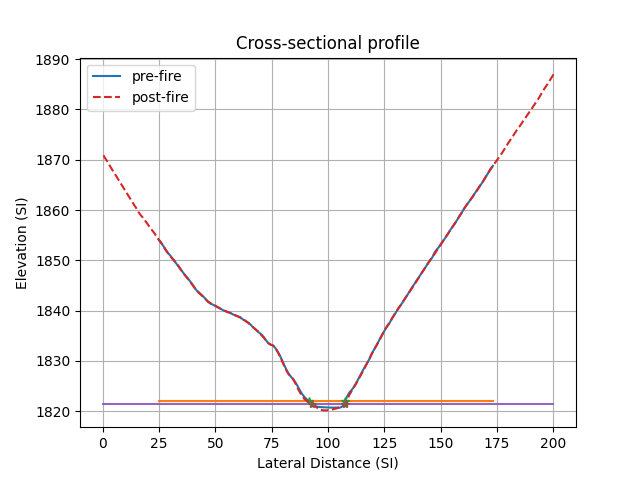 Cross-sectional profile
pre-fire
post-fire
Elevation (SI)
1890
1880
1870
1860
1850
1840
1830
1820
0 25 50 75 100 125 150 175 200
Lateral Distance (SI)